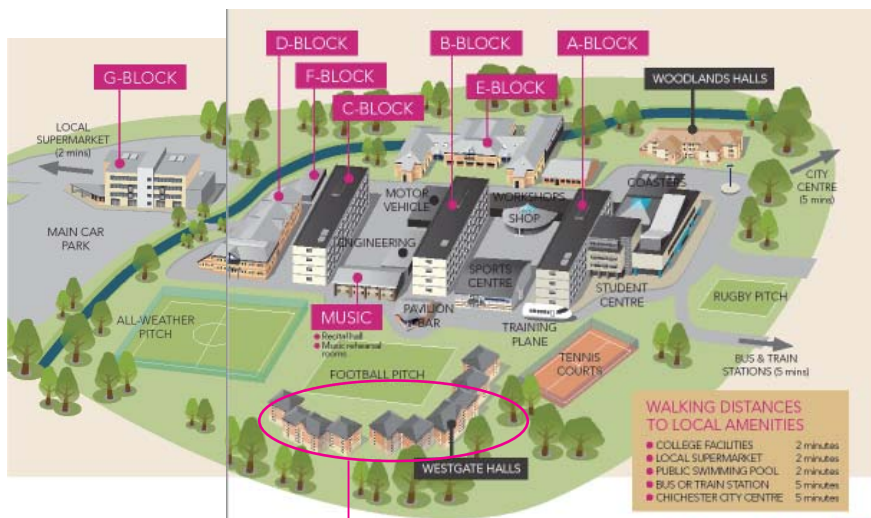 D-BLOCK
B-BLOCK
A-BLOCK
G-BLOCK
F-BLOCK
C-BLOCK
E-BLOCK
WOODLANDS HALLS
LOCAL
SUPERMARKET
(2 mins)
CITY
CENTRE
(5 mins)
MOTOR
VEHICLE
WORKSHOPS
SHOP
COASTERS
MAIN CAR
PARK
ENGINEERING
SPORTS
CENTRE
STUDENT
CENTRE
RUGBY PITCH
ALL-WEATHER
PITCH
MUSIC
Recital hall
Music rehearsal
rooms
PAVILION
BAR
TRAINING
PLANE
BUS & TRAIN
STATIONS (5 mins)
TENNIS
COURTS
FOOTBALL PITCH
WESTGATE HALLS
WALKING DISTANCES
TO LOCAL AMENITIES
COLLEGE FACILITIES 2 minutes
LOCAL SUPERMARKET 2 minutes
PUBLIC SWIMMING POOL 2 minutes
BUS OR TRAIN STATION 5 minutes
CHICHESTER CITY CENTRE 5 minutes